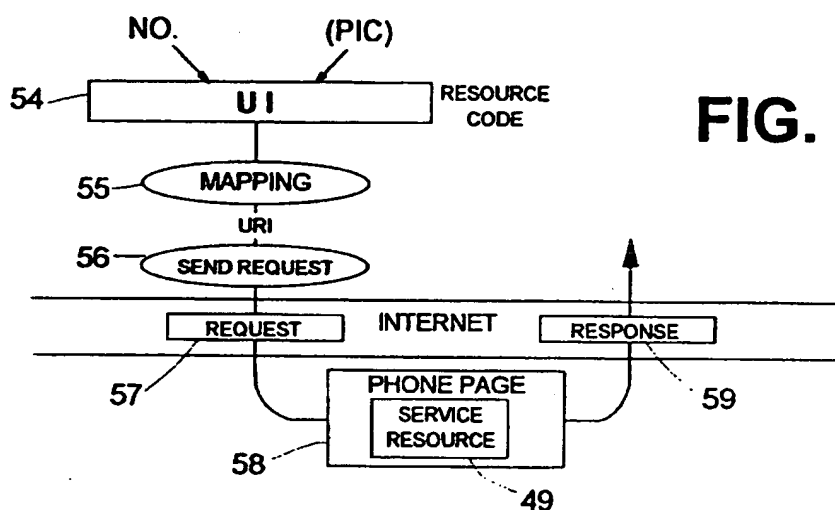 NO.
(PIC)
54
UI
RESOURCE
CODE
FIG.
55
MAPPING
URI
56
SEND REQUEST
REQUEST
INTERNET
RESPONSE
57
PHONE PAGE
59
SERVICE
RESOURCE
58
49